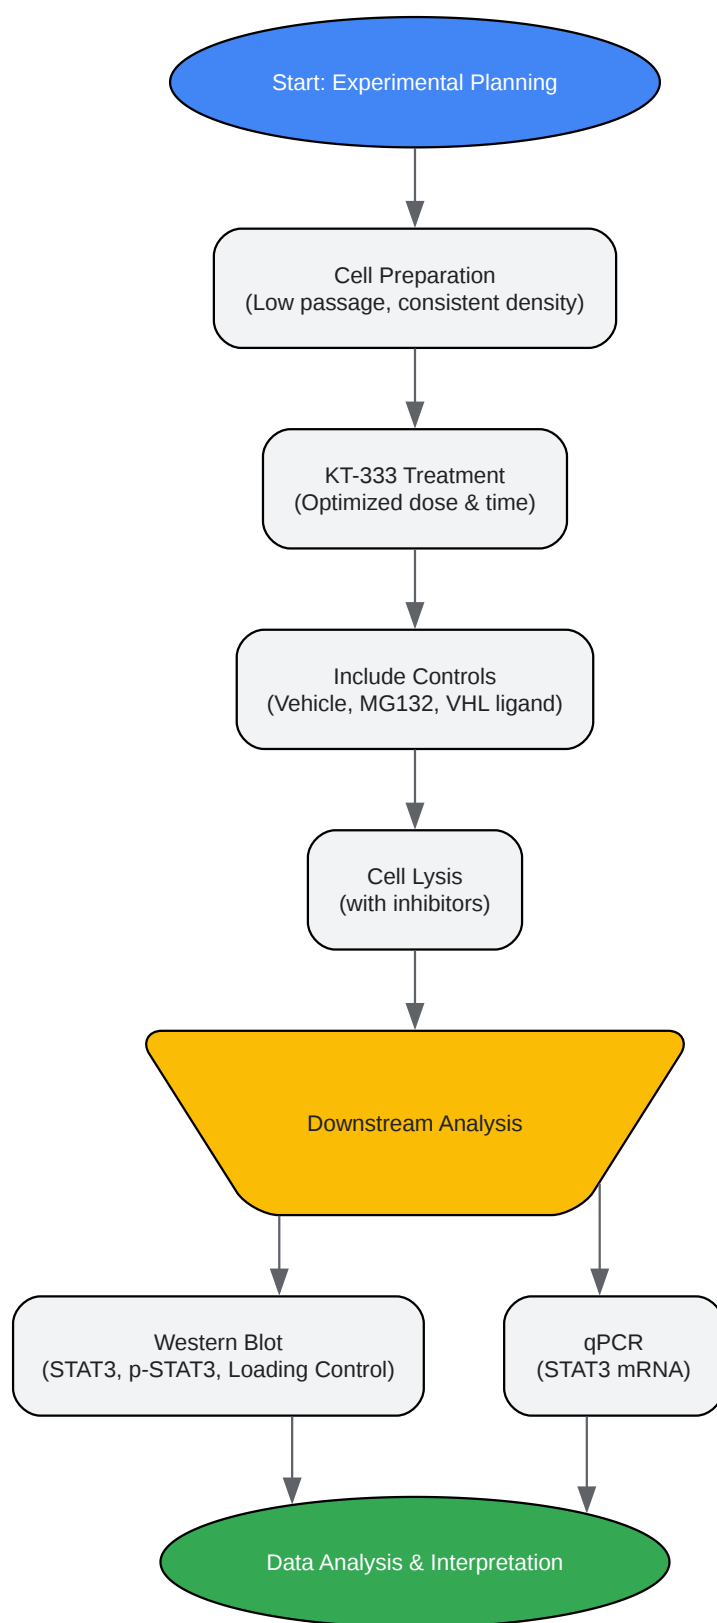 Start: Experimental Planning
Cell Preparation
(Low passage, consistent density)
KT-333 Treatment
(Optimized dose & time)
Include Controls
(Vehicle, MG132, VHL ligand)
Cell Lysis
(with inhibitors)
Downstream Analysis
Western Blot
(STAT3, p-STAT3, Loading Control)
qPCR
(STAT3 mRNA)
Data Analysis & Interpretation